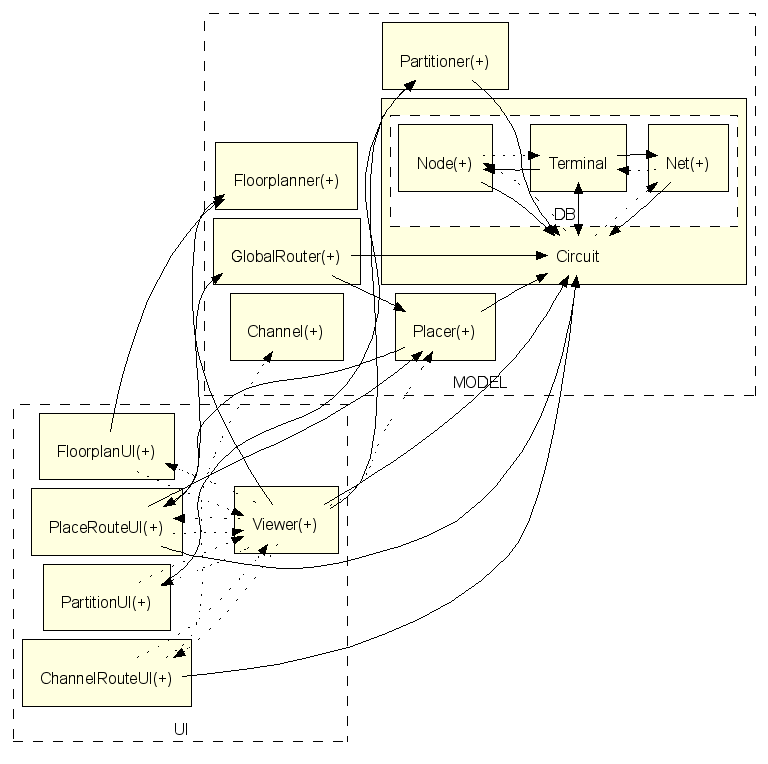 Partitioner(+)
Node(+)
Terminal
Net(+)
Floorplanner(+)
DB
GlobalRouter(+)
Circuit
Channel(+)
Placer(+)
MODEL
FloorplanUI(+)
PlaceRouteUI(+)
Viewer(+)
PartitionUI(+)
ChannelRouteUI(+)
UI